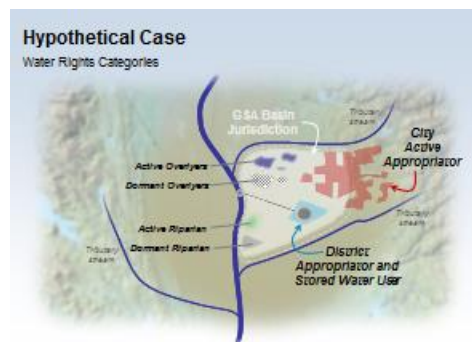 Hypothetical Case
Water Rights Categories
GSA Basin
Jurisdiction
Tributary
stream
City
Active
Appropriator
Active Overlyers
Dormant Overlyers
Active Riparian
Dormant Riparian
Tributary
stream
Tributary
stream
District
Appropriator and
Stored Water User